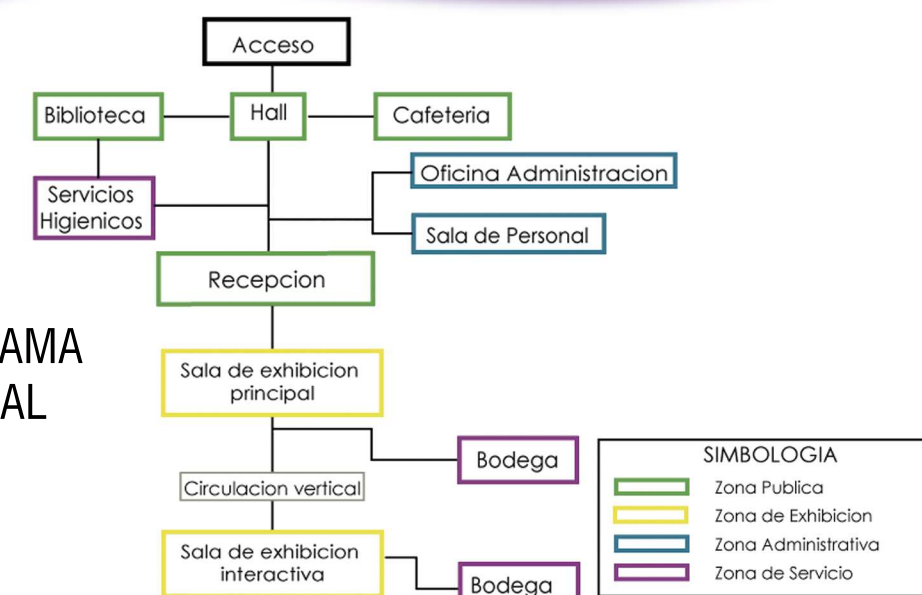 Acceso
Biblioteca
Hall
Cafeteria
Servicios
Higienicos
Oficina Administracion
Sala de Personal
Recepcion
AMA
AL
Sala de exhibicion
principal
Bodega
Circulacion vertical
Sala de exhibicion
interactiva
Bodega
SIMBOLOGIA
Zona Publica
Zona de Exhibicion
Zona Administrativa
Zona de Servicio